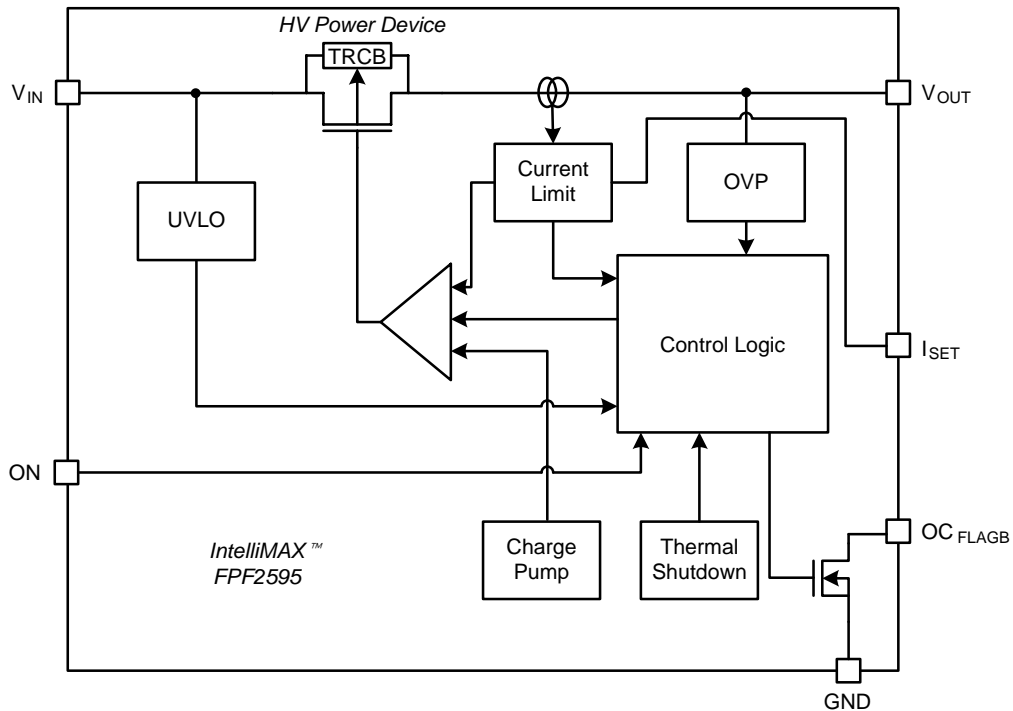 HV Power Device
TRCB
VIN
VOUT
Current
Limit
OVP
UVLO
Control Logic
ISET
ON
OCFLAGB
IntelliMAX™
FPF2595
Charge
Pump
Thermal
Shutdown
GND